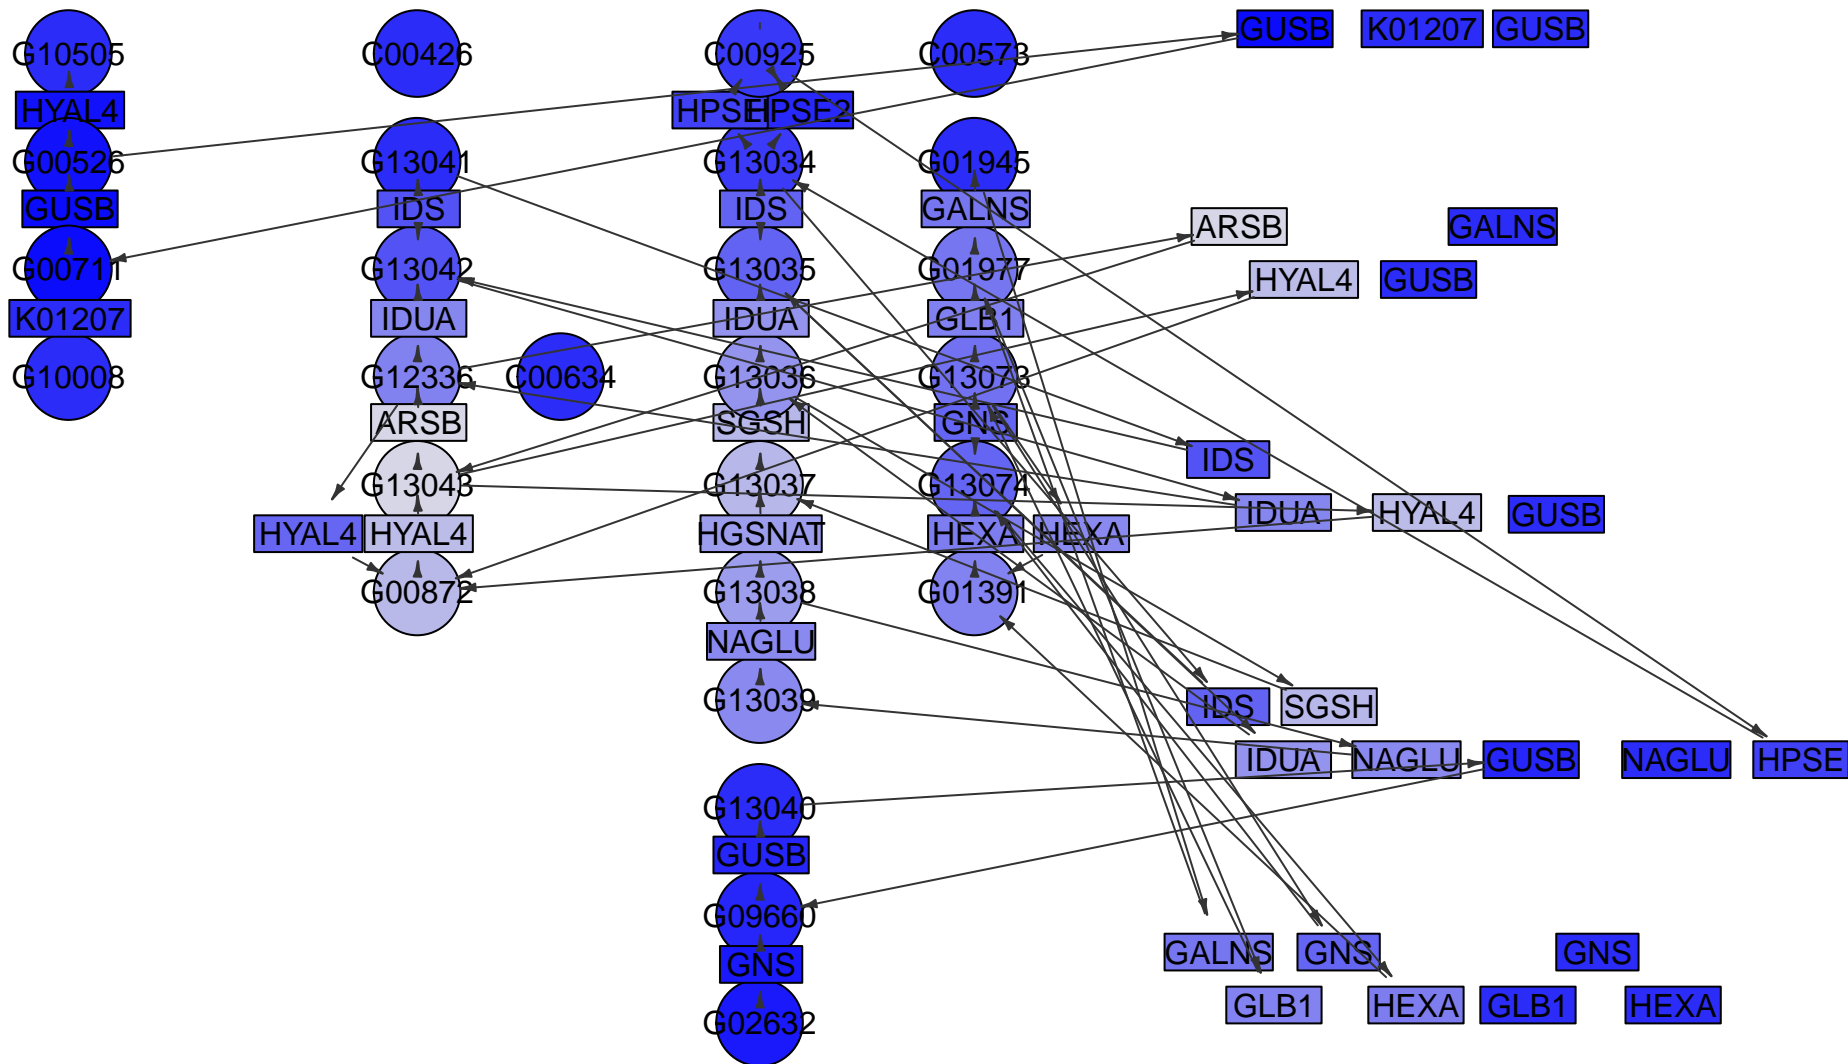 G10505 C00426 C00925 C00573 GUSB K01207 GUSB
HYAL4 HPSE HPSE2
G00526 G13041 G13034 G01945
GUSB IDS IDS GALNS ARSB GALNS
G00711 G13042 G13035 G01977 HYAL4 GUSB
K01207 IDUA IDUA GLB1
G10008 G12336 C00634 G13036 G13073
ARSB SGSH GNS
IDS
G13043 G13037 G13074 IDUA HYAL4 GUSB
HYAL4 HYAL4 HGSNAT HEXA HEXA
G00872 G13038 G01391
NAGLU
G13039 IDS SGSH
IDUA NAGLU GUSB NAGLU HPSE
G13040
GUSB
G09660
GNS GALNS GNS GNS
GLB1 HEXA GLB1 HEXA
G02632